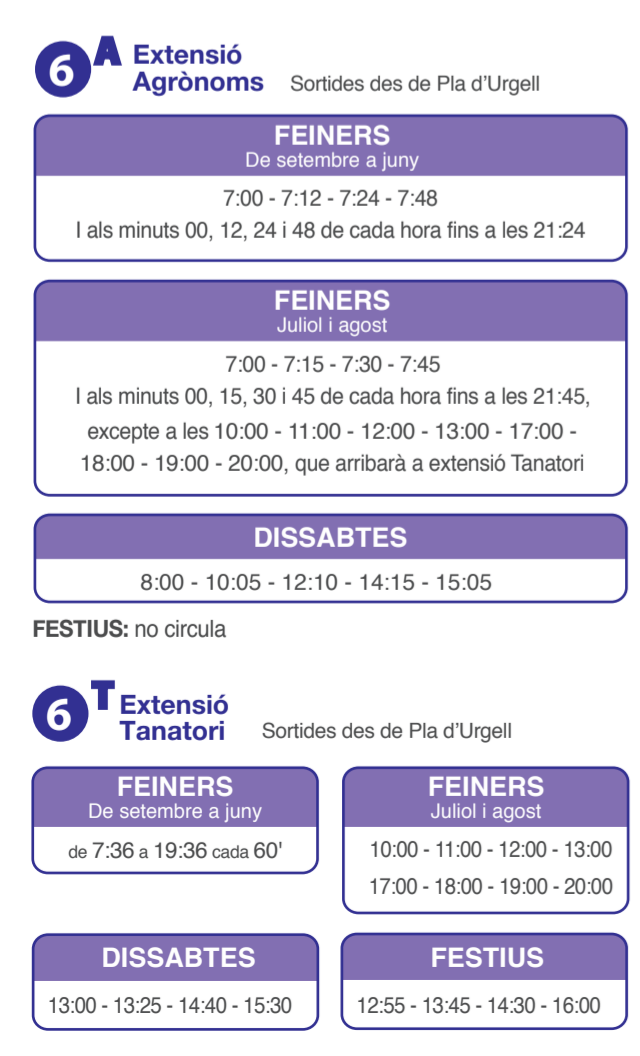 6 A Extensió
Agrònoms Sortides des de Pla d'Urgell
FEINERS
De setembre a juny
7:00 - 7:12 - 7:24 - 7:48
I als minuts 00, 12, 24 i 48 de cada hora fins a les 21:24
FEINERS
Juliol i agost
7:00 - 7:15 - 7:30 - 7:45
I als minuts 00, 15, 30 i 45 de cada hora fins a les 21:45,
excepte a les 10:00 - 11:00 - 12:00 - 13:00 - 17:00 -
18:00 - 19:00 - 20:00, que arribarà a extensió Tanatori
DISSABTES
8:00 - 10:05 - 12:10 - 14:15 - 15:05
FESTIUS: no circula
6 T Extensió
Tanatori Sortides des de Pla d'Urgell
FEINERS
De setembre a juny
de 7:36 a 19:36 cada 60'
FEINERS
Juliol i agost
10:00 - 11:00 - 12:00 - 13:00
17:00 - 18:00 - 19:00 - 20:00
DISSABTES
13:00 - 13:25 - 14:40 - 15:30
FESTIUS
12:55 - 13:45 - 14:30 - 16:00